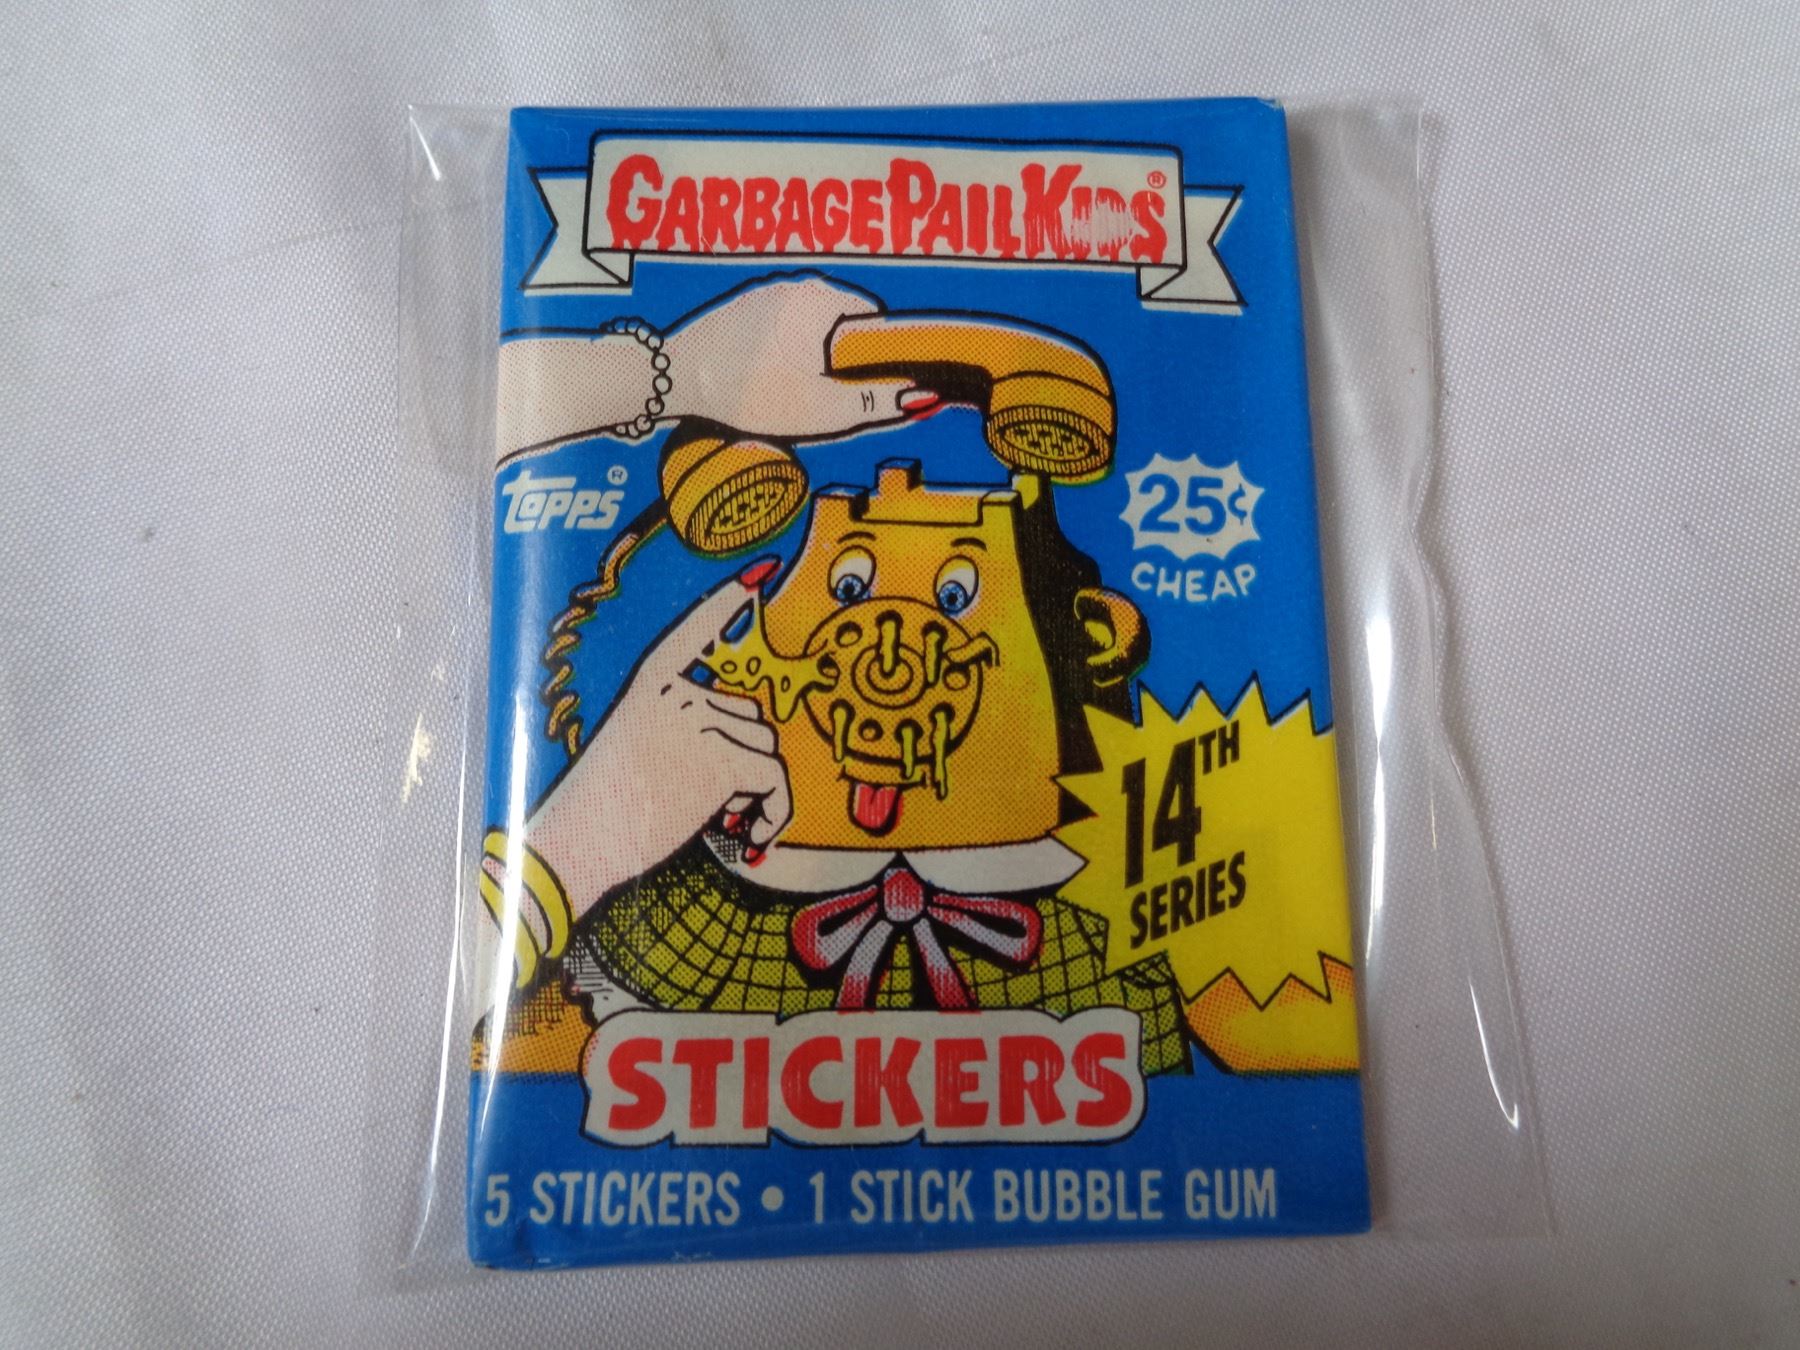 GARBAGE PAIL KIDS®
TOPPS®
25¢
CHEAP
14TH
SERIES
STICKERS
5 STICKERS • 1 STICK BUBBLE GUM